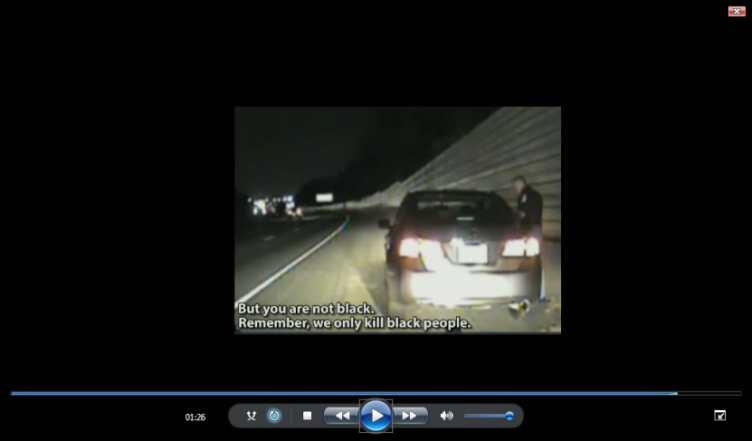 But you are not black.
Remember, we only kill black people.
01:26